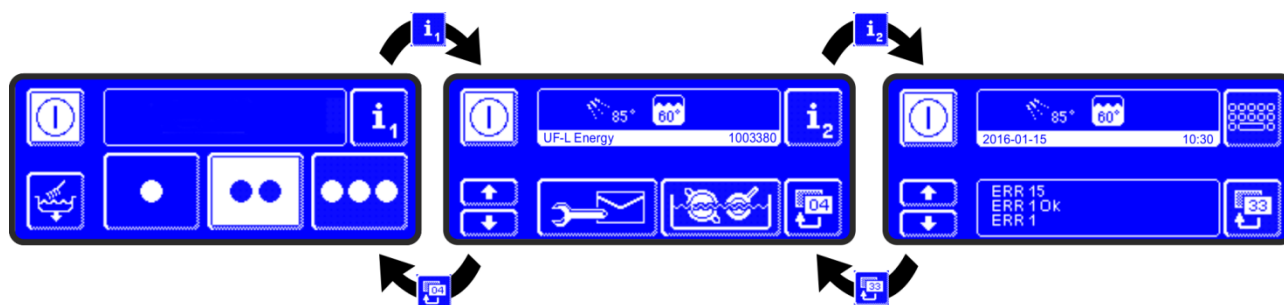 i1
i2
i1
85° 60°
UF-L Energy 1003380
i2
04
85° 60°
2016-01-15 10:30
ERR 15
ERR 1 Ok
ERR 1
33
04
33